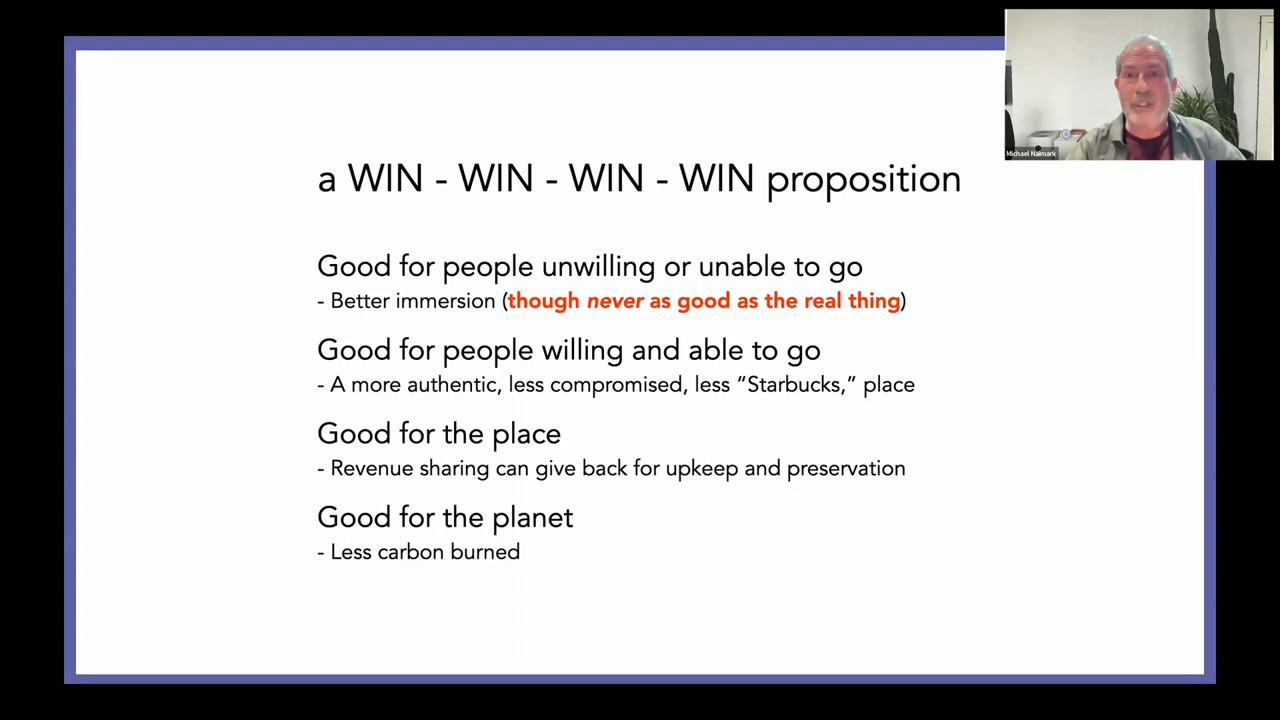 Michael Naimark
a WIN - WIN - WIN - WIN proposition
Good for people unwilling or unable to go
- Better immersion (though never as good as the real thing)
Good for people willing and able to go
- A more authentic, less compromised, less “Starbucks,” place
Good for the place
- Revenue sharing can give back for upkeep and preservation
Good for the planet
- Less carbon burned